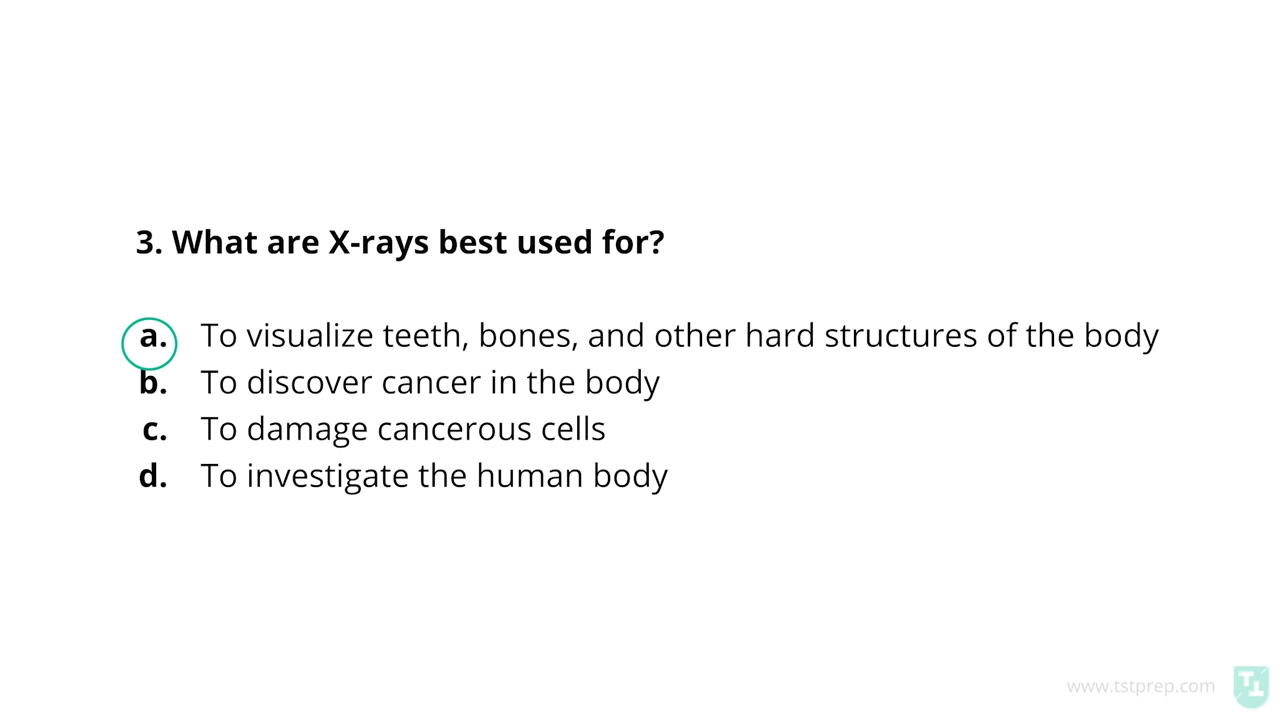 3. What are X-rays best used for?
a. To visualize teeth, bones, and other hard structures of the body
b. To discover cancer in the body
c. To damage cancerous cells
d. To investigate the human body
www.tstprep.com